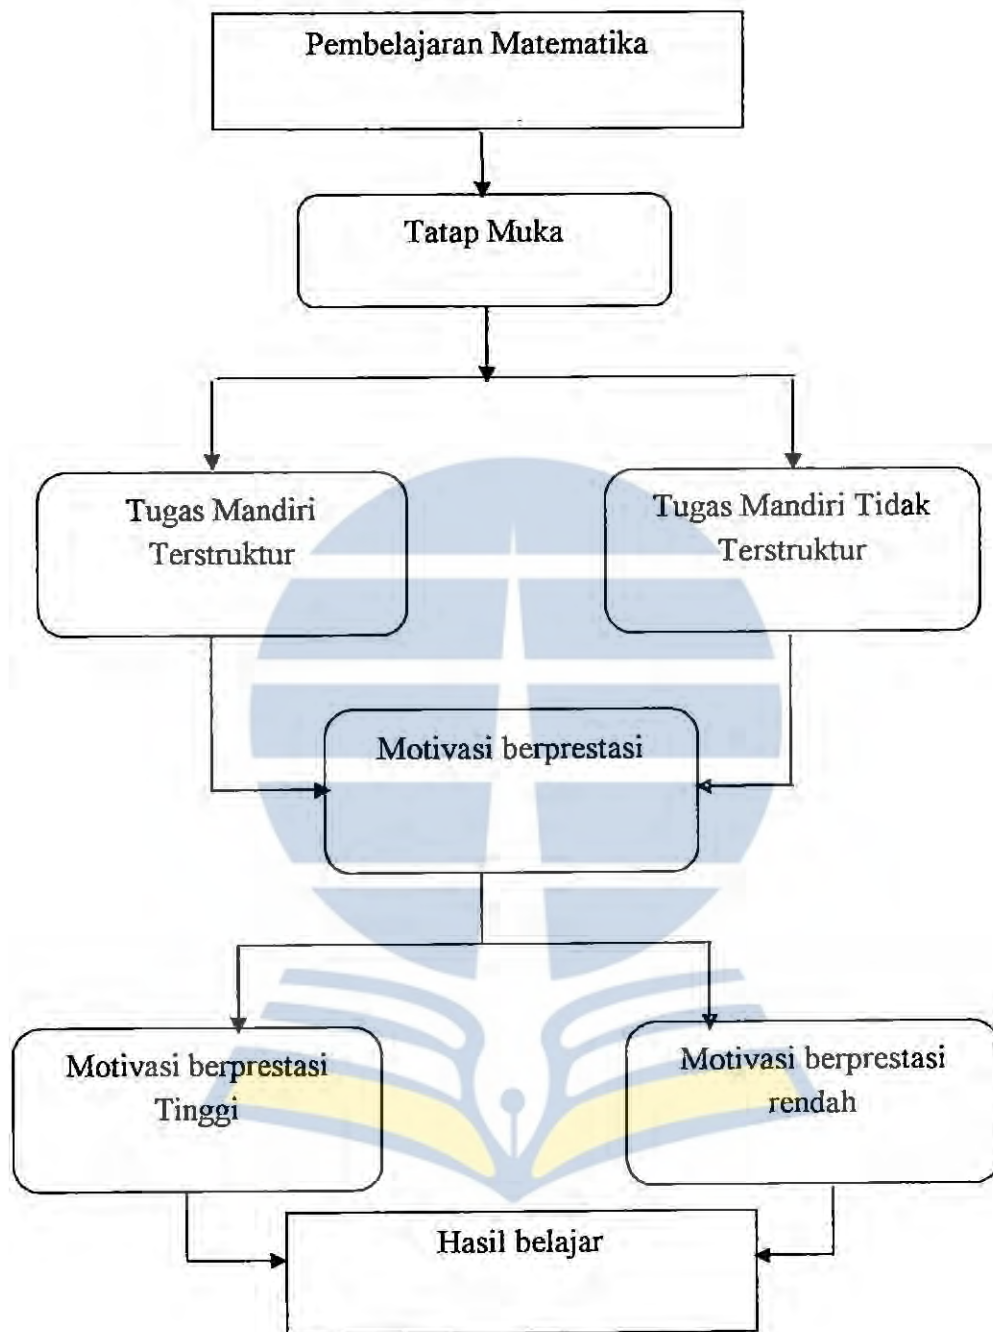 Pembelajaran Matematika
Tatap Muka
Tugas Mandiri
Terstruktur
Tugas Mandiri Tidak
Terstruktur
Motivasi berprestasi
Motivasi berprestasi
Tinggi
Motivasi berprestasi
rendah
Hasil belajar